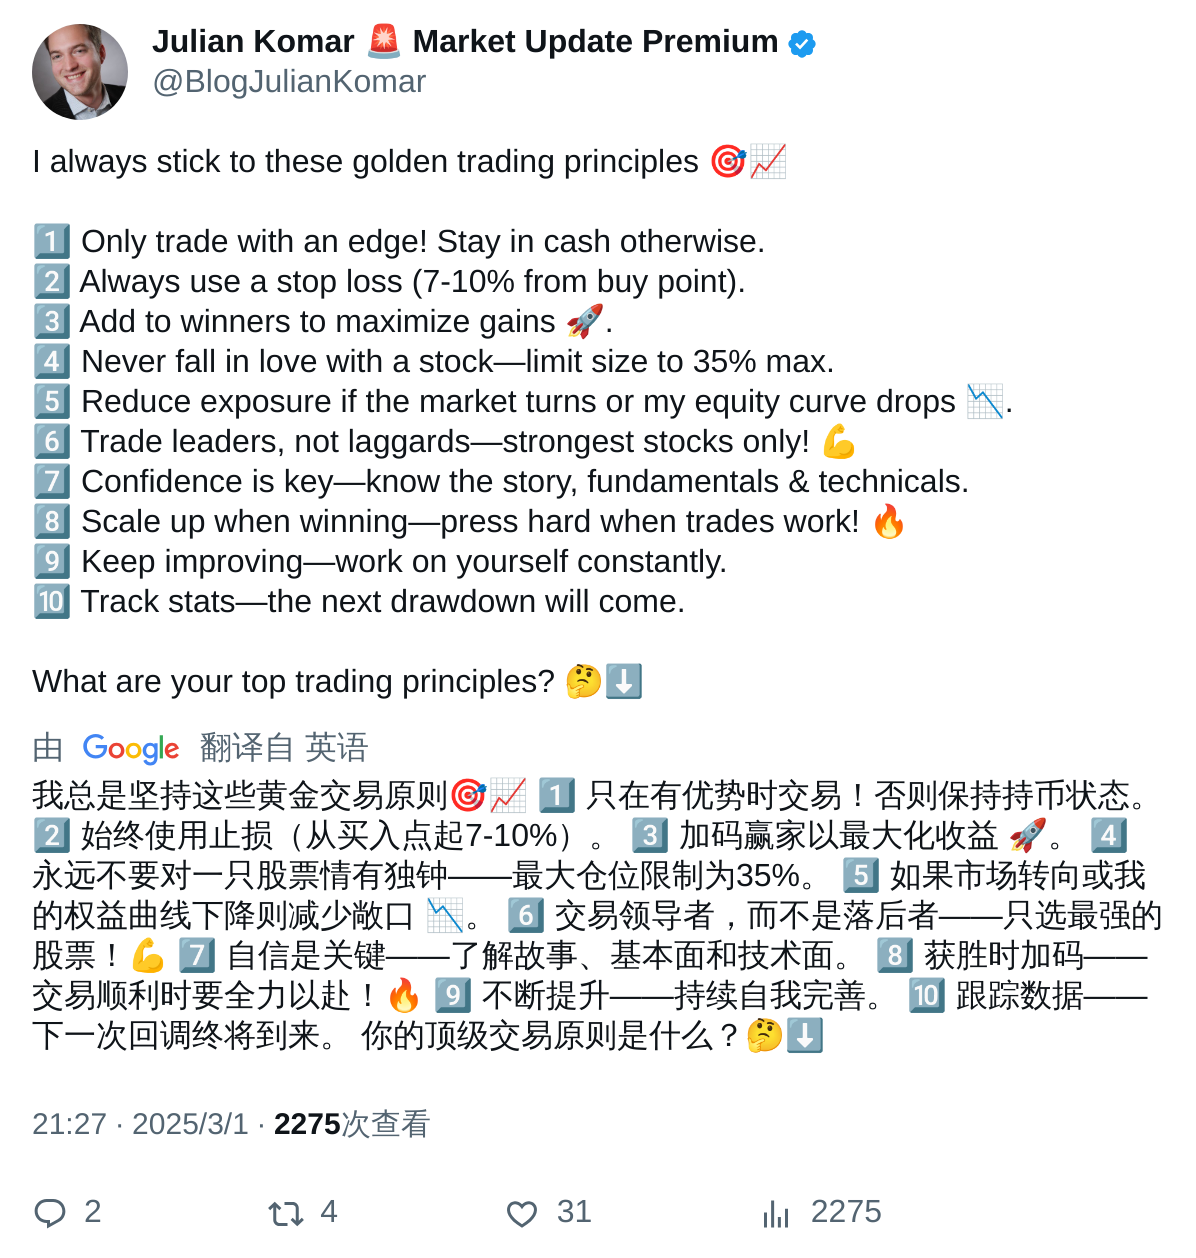 Julian Komar 🚨 Market Update Premium
@BlogJulianKomar
I always stick to these golden trading principles 🎯📈
1️⃣ Only trade with an edge! Stay in cash otherwise.
2️⃣ Always use a stop loss (7-10% from buy point).
3️⃣ Add to winners to maximize gains 🚀.
4️⃣ Never fall in love with a stock—limit size to 35% max.
5️⃣ Reduce exposure if the market turns or my equity curve drops 📉.
6️⃣ Trade leaders, not laggards—strongest stocks only! 💪
7️⃣ Confidence is key—know the story, fundamentals & technicals.
8️⃣ Scale up when winning—press hard when trades work! 🔥
9️⃣ Keep improving—work on yourself constantly.
🔟 Track stats—the next drawdown will come.
What are your top trading principles? 🤔⬇️
由 Google 翻译自 英语
我总是坚持这些黄金交易原则🎯📈 1️⃣ 只在有优势时交易！否则保持持币状态。
2️⃣ 始终使用止损（从买入点起7-10%）。 3️⃣ 加码赢家以最大化收益 🚀。 4️⃣
永远不要对一只股票情有独钟——最大仓位限制为35%。 5️⃣ 如果市场转向或我
的权益曲线下降则减少敞口 📉。 6️⃣ 交易领导者，而不是落后者——只选最强的
股票！💪 7️⃣ 自信是关键——了解故事、基本面和技术面。 8️⃣ 获胜时加码——
交易顺利时要全力以赴！🔥 9️⃣ 不断提升——持续自我完善。 🔟 跟踪数据——
下一次回调终将到来。 你的顶级交易原则是什么？🤔⬇️
21:27 · 2025/3/1 · 2275次查看
2 4 31 2275